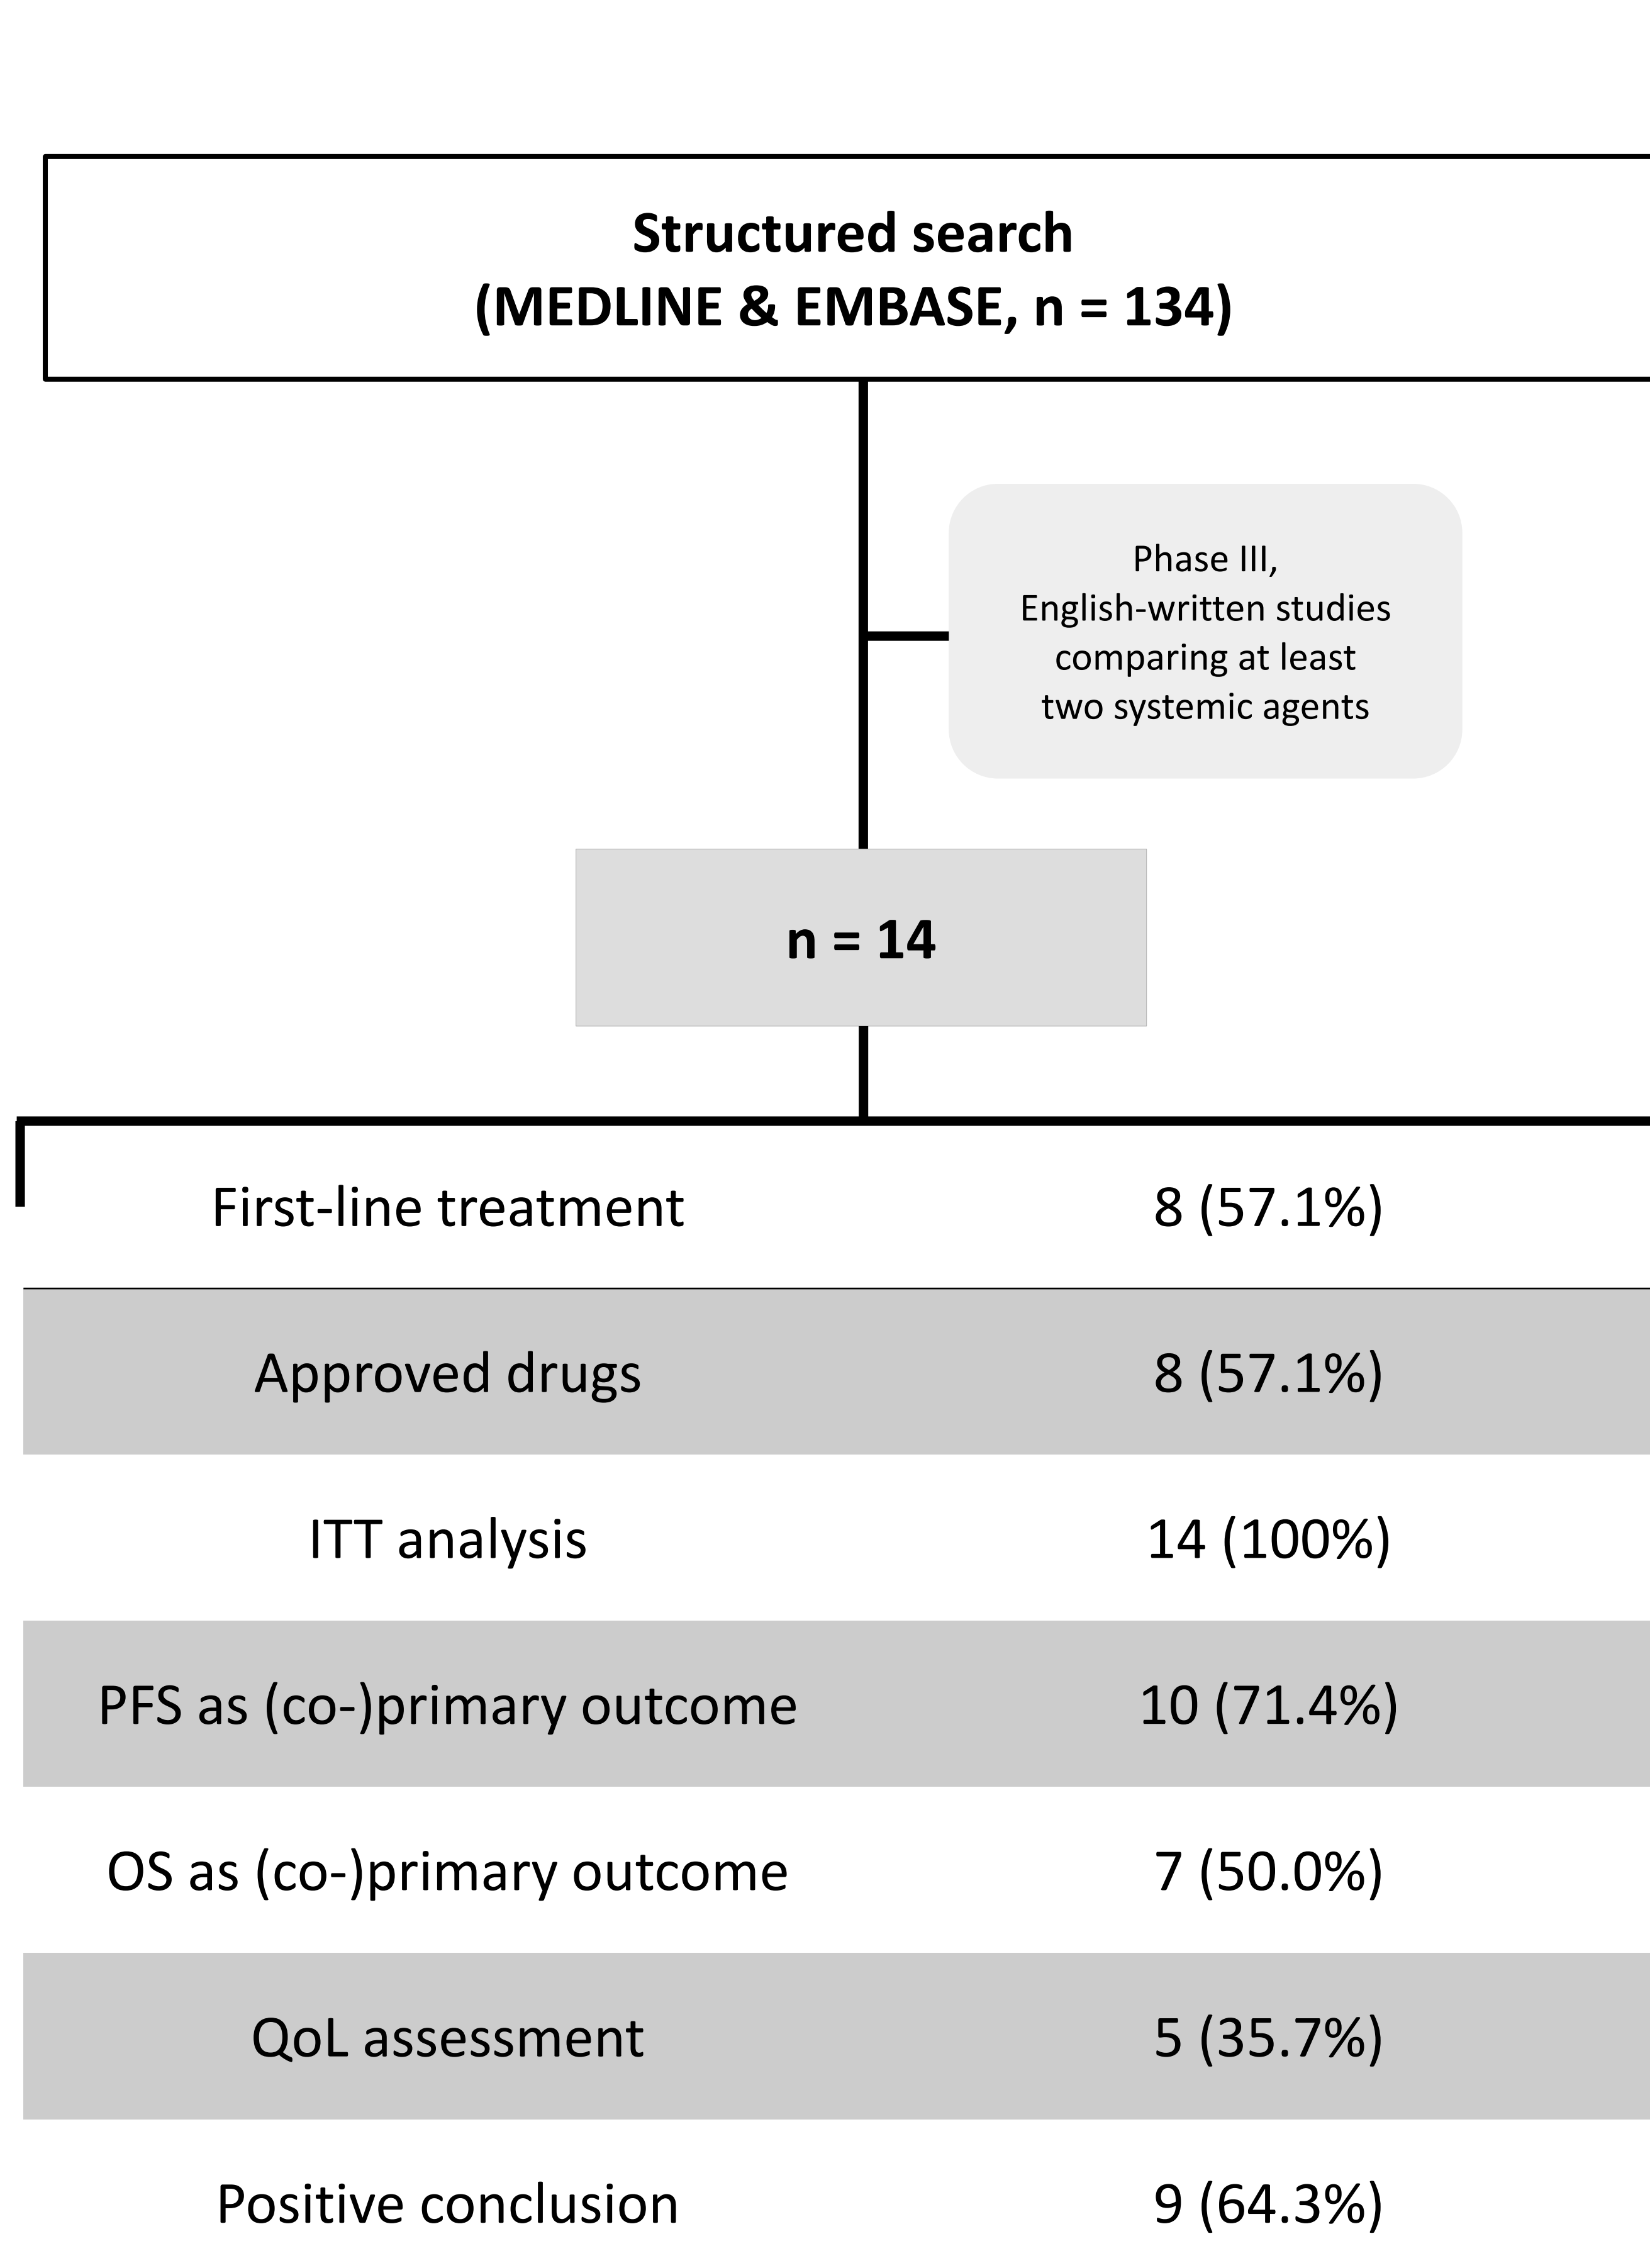 Structured search
(MEDLINE & EMBASE, n = 134)
Phase III,
English-written studies
comparing at least
two systemic agents
n = 14
First-line treatment 8 (57.1%)
Approved drugs 8 (57.1%)
ITT analysis 14 (100%)
PFS as (co-)primary outcome 10 (71.4%)
OS as (co-)primary outcome 7 (50.0%)
QoL assessment 5 (35.7%)
Positive conclusion 9 (64.3%)